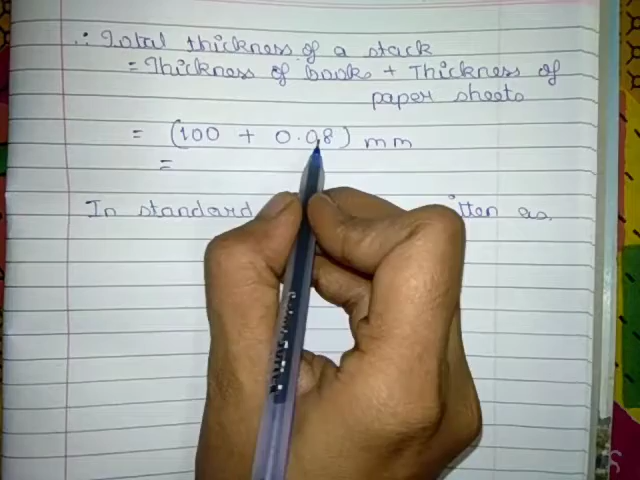 ∴ Total thickness of a stack
= Thickness of books + Thickness of
paper sheets
= (100 + 0.08) mm
=
In standard itten as